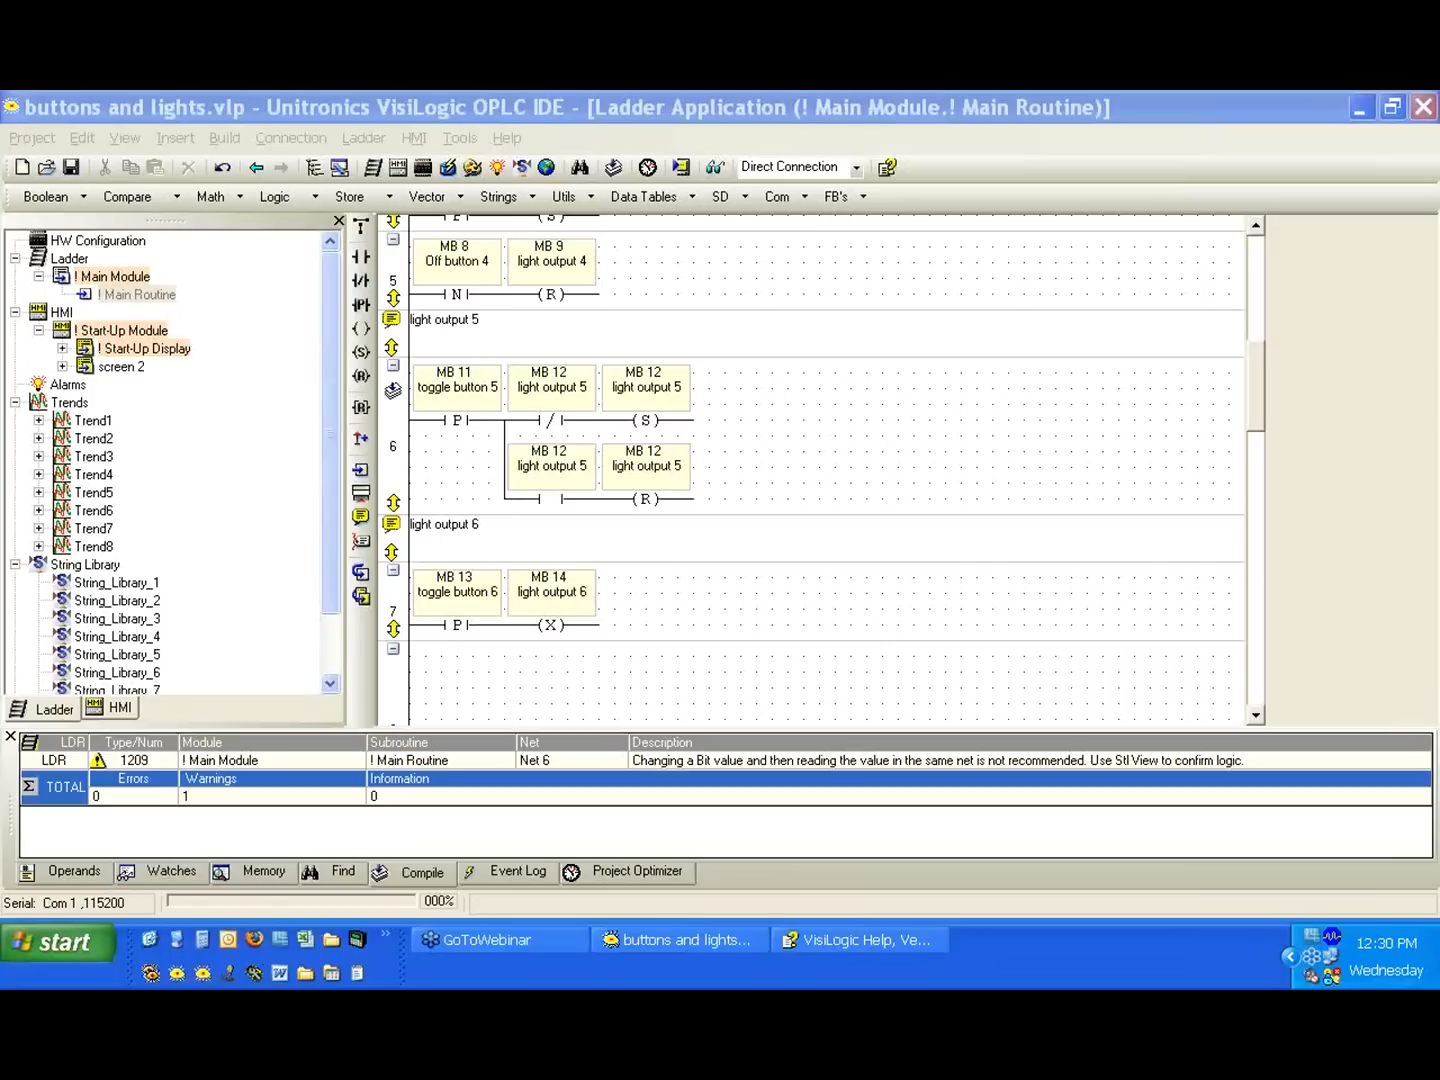 buttons and lights.vlp - Unitronics VisiLogic OPLC IDE - [Ladder Application (! Main Module.! Main Routine)]
Project Edit View Insert Build Connection Ladder HMI Tools Help
Direct Connection
Boolean Compare Math Logic Store Vector Strings Utils Data Tables SD Com FB's
HW Configuration
Ladder
! Main Module
! Main Routine
HMI
! Start-Up Module
! Start-Up Display
screen 2
Alarms
Trends
Trend1
Trend2
Trend3
Trend4
Trend5
Trend6
Trend7
Trend8
String Library
String_Library_1
String_Library_2
String_Library_3
String_Library_4
String_Library_5
String_Library_6
String_Library_7
Ladder HMI
MB 8 MB 9
Off button 4 light output 4
5
N (R)
light output 5
MB 11 MB 12 MB 12
toggle button 5 light output 5 light output 5
P / (S)
6
MB 12 MB 12
light output 5 light output 5
(R)
light output 6
MB 13 MB 14
toggle button 6 light output 6
7
P (X)
LDR Type/Num Module Subroutine Net Description
LDR 1209 ! Main Module ! Main Routine Net 6 Changing a Bit value and then reading the value in the same net is not recommended. Use Stl View to confirm logic.
Σ TOTAL Errors Warnings Information
0 1 0
Operands Watches Memory Find Compile Event Log Project Optimizer
Serial: Com 1 ,115200 000%
start GoToWebinar buttons and lights... VisiLogic Help, Ve... 12:30 PM
Wednesday